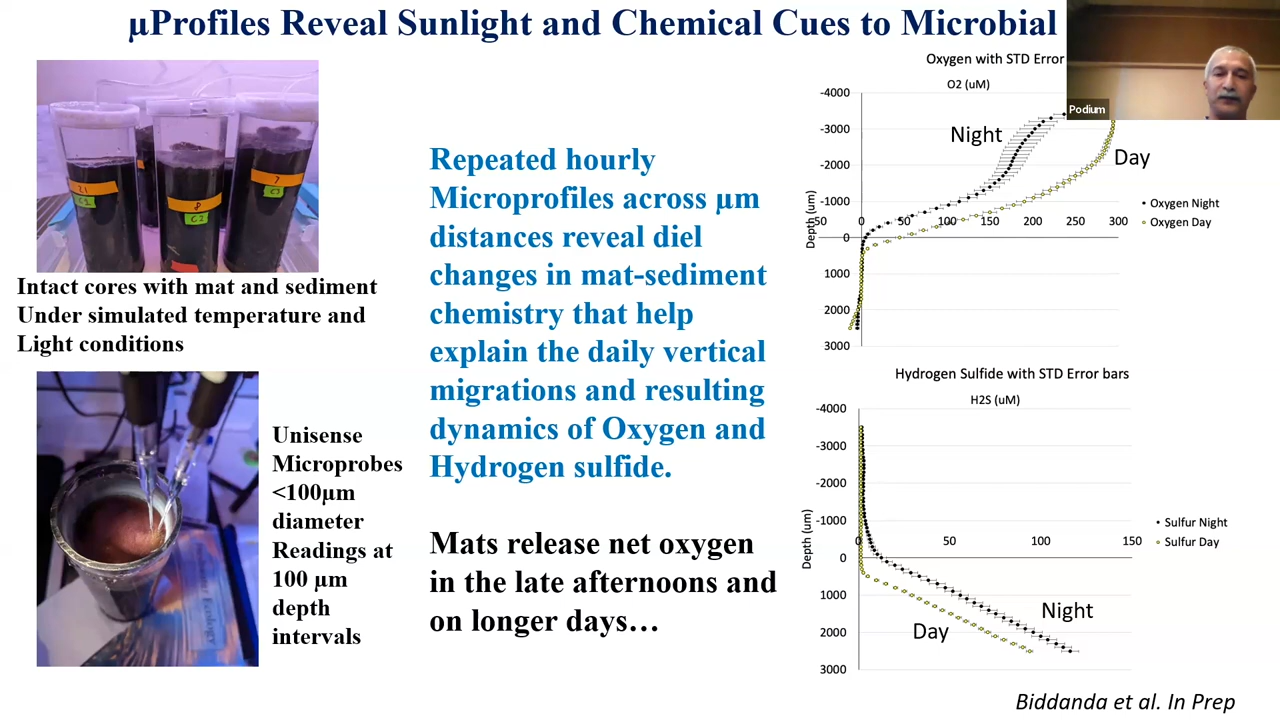 µProfiles Reveal Sunlight and Chemical Cues to Microbial
Podium
21
C1
8
C2
7
C3
Intact cores with mat and sediment
Under simulated temperature and
Light conditions
Unisense
Microprobes
<100µm
diameter
Readings at
100 µm
depth
intervals
Repeated hourly
Microprofiles across µm
distances reveal diel
changes in mat-sediment
chemistry that help
explain the daily vertical
migrations and resulting
dynamics of Oxygen and
Hydrogen sulfide.
Mats release net oxygen
in the late afternoons and
on longer days…
Oxygen with STD Error
O2 (uM)
-4000
-3000
-2000
-1000
0
1000
2000
3000
Depth (um)
50 0 50 100 150 200 250 300
Night
Day
Oxygen Night
Oxygen Day
Hydrogen Sulfide with STD Error bars
H2S (uM)
-4000
-3000
-2000
-1000
0
1000
2000
3000
Depth (um)
0 50 100 150
Night
Day
Sulfur Night
Sulfur Day
Biddanda et al. In Prep